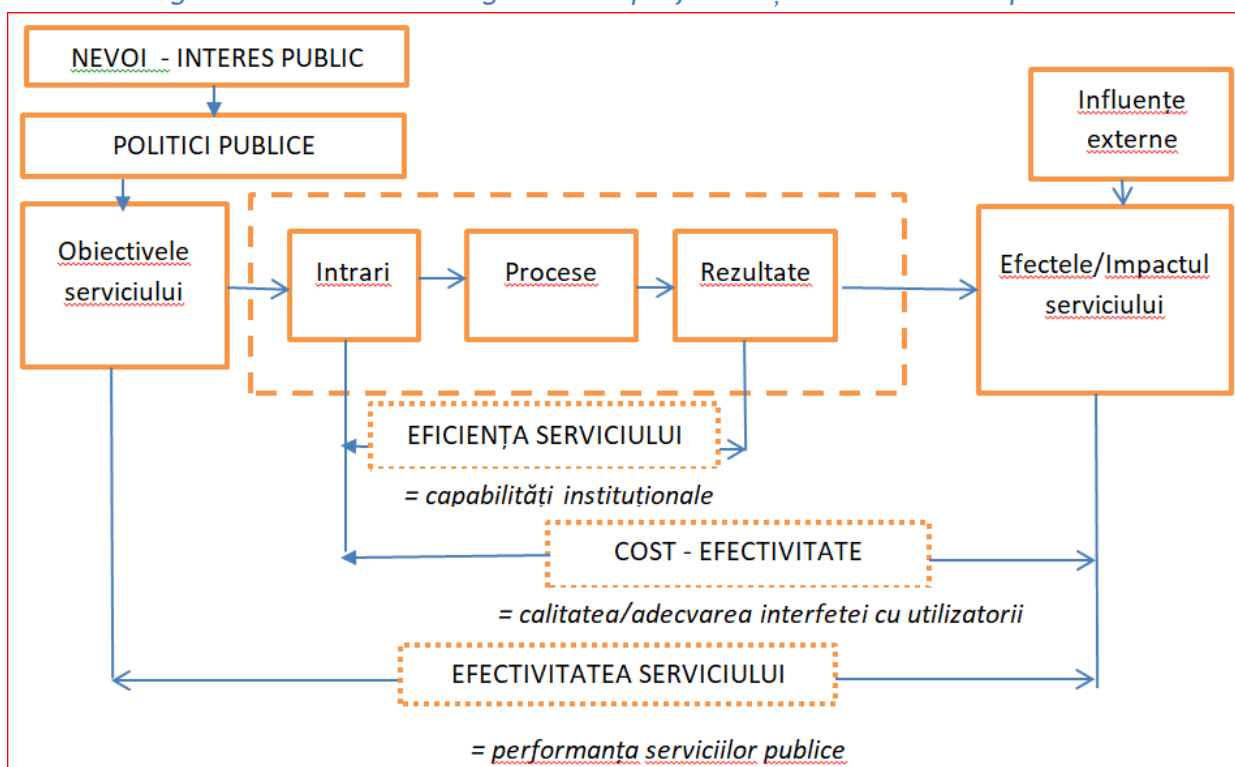 NEVOI - INTERES PUBLIC
POLITICI PUBLICE
Influențe
externe
Obiectivele
serviciului
Intrari
Procese
Rezultate
Efectele/Impactul
serviciului
EFICIENȚA SERVICIULUI
= capabilități instituționale
COST - EFECTIVITATE
= calitatea/adecvarea interfetei cu utilizatorii
EFECTIVITATEA SERVICIULUI
= performanța serviciilor publice